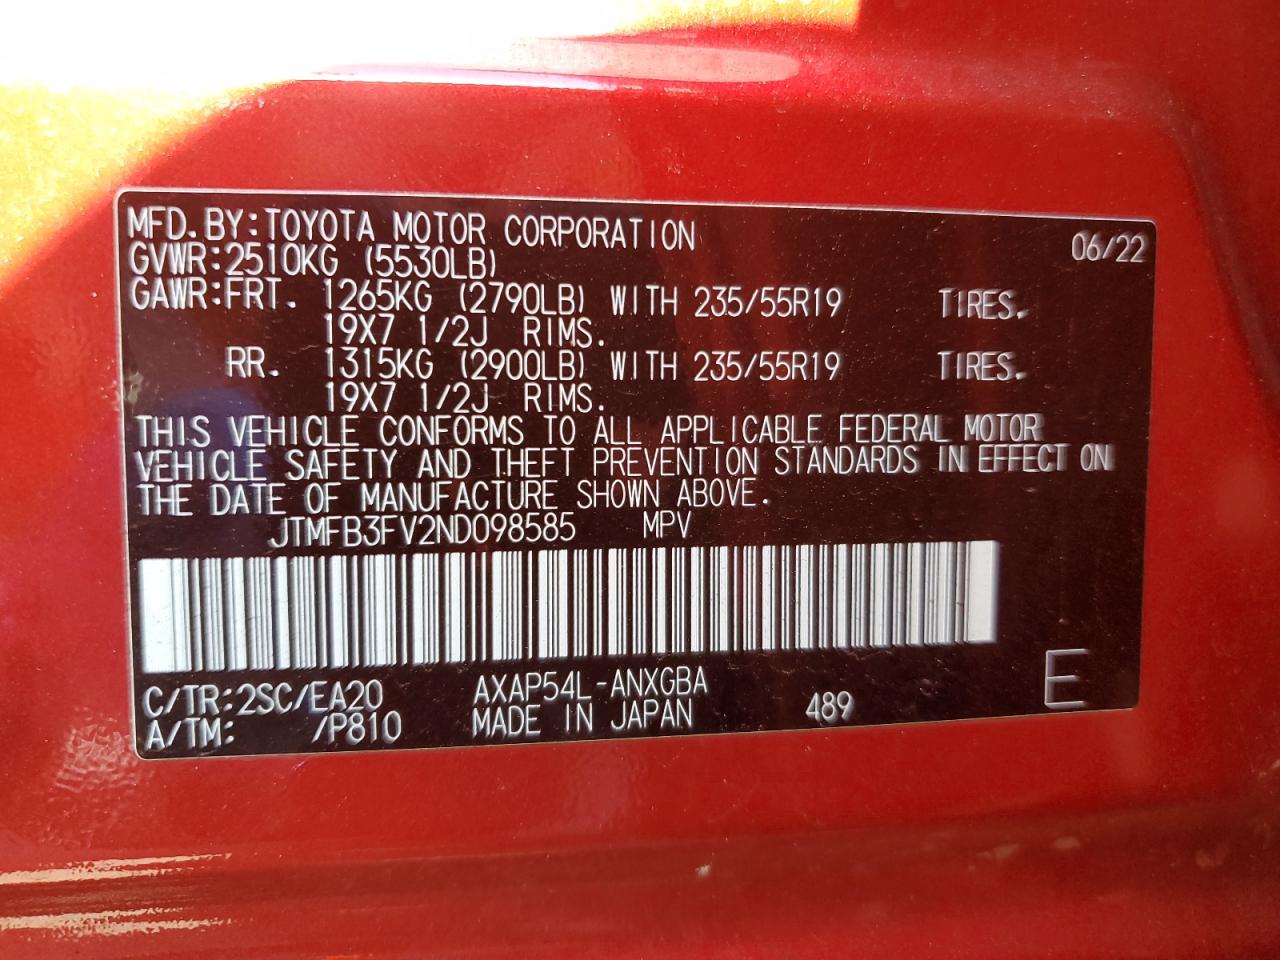 MFD.BY:TOYOTA MOTOR CORPORATION 06/22
GVWR:2510KG (5530LB)
GAWR:FRT. 1265KG (2790LB) WITH 235/55R19 TIRES.
19X7 1/2J RIMS.
RR. 1315KG (2900LB) WITH 235/55R19 TIRES.
19X7 1/2J RIMS.
THIS VEHICLE CONFORMS TO ALL APPLICABLE FEDERAL MOTOR
VEHICLE SAFETY AND THEFT PREVENTION STANDARDS IN EFFECT ON
THE DATE OF MANUFACTURE SHOWN ABOVE.
JTMFB3FV2ND098585 MPV
C/TR:2SC/EA20 AXAP54L-ANXGBA
A/TM: /P810 MADE IN JAPAN 489 E